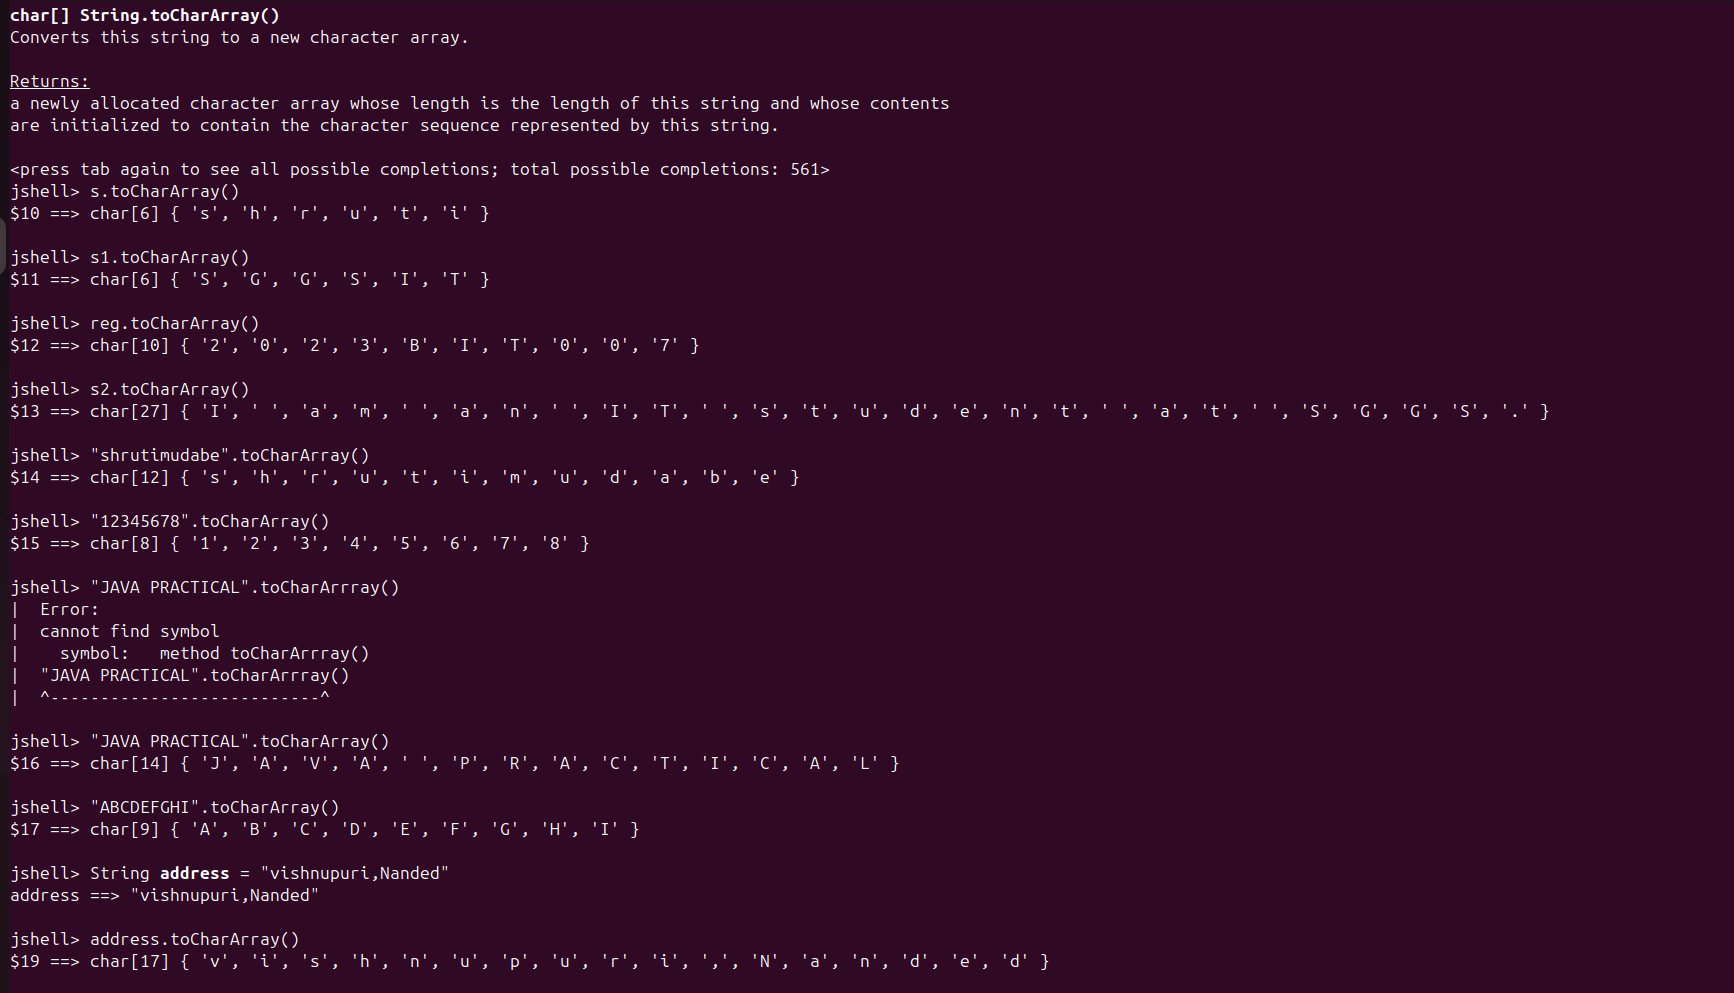 char[] String.toCharArray()
Converts this string to a new character array.
Returns:
a newly allocated character array whose length is the length of this string and whose contents
are initialized to contain the character sequence represented by this string.
<press tab again to see all possible completions; total possible completions: 561>
jshell> s.toCharArray()
$10 ==> char[6] { 's', 'h', 'r', 'u', 't', 'i' }
jshell> s1.toCharArray()
$11 ==> char[6] { 'S', 'G', 'G', 'S', 'I', 'T' }
jshell> reg.toCharArray()
$12 ==> char[10] { '2', '0', '2', '3', 'B', 'I', 'T', '0', '0', '7' }
jshell> s2.toCharArray()
$13 ==> char[27] { 'I', ' ', 'a', 'm', ' ', 'a', 'n', ' ', 'I', 'T', ' ', 's', 't', 'u', 'd', 'e', 'n', 't', ' ', 'a', 't', ' ', 'S', 'G', 'G', 'S', '.' }
jshell> "shrutimudabe".toCharArray()
$14 ==> char[12] { 's', 'h', 'r', 'u', 't', 'i', 'm', 'u', 'd', 'a', 'b', 'e' }
jshell> "12345678".toCharArray()
$15 ==> char[8] { '1', '2', '3', '4', '5', '6', '7', '8' }
jshell> "JAVA PRACTICAL".toCharArrray()
|  Error:
|  cannot find symbol
|    symbol:   method toCharArrray()
|  "JAVA PRACTICAL".toCharArrray()
|  ^---------------------------^
jshell> "JAVA PRACTICAL".toCharArray()
$16 ==> char[14] { 'J', 'A', 'V', 'A', ' ', 'P', 'R', 'A', 'C', 'T', 'I', 'C', 'A', 'L' }
jshell> "ABCDEFGHI".toCharArray()
$17 ==> char[9] { 'A', 'B', 'C', 'D', 'E', 'F', 'G', 'H', 'I' }
jshell> String address = "vishnupuri,Nanded"
address ==> "vishnupuri,Nanded"
jshell> address.toCharArray()
$19 ==> char[17] { 'v', 'i', 's', 'h', 'n', 'u', 'p', 'u', 'r', 'i', ',', 'N', 'a', 'n', 'd', 'e', 'd' }